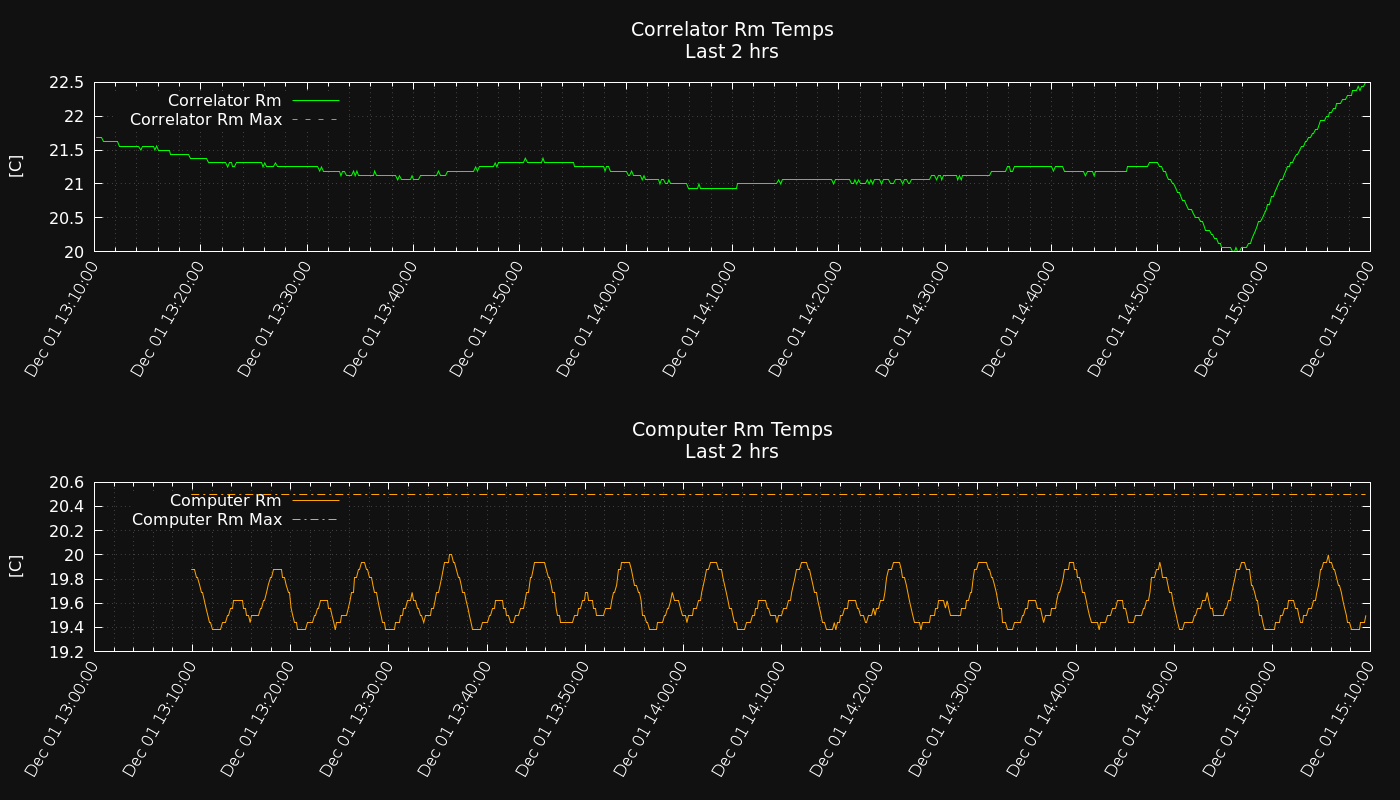 Correlator Rm Temps
Last 2 hrs
22.5
22
21.5
21
20.5
20
[C]
Correlator Rm
Correlator Rm Max
Dec 01 13:10:00
Dec 01 13:20:00
Dec 01 13:30:00
Dec 01 13:40:00
Dec 01 13:50:00
Dec 01 14:00:00
Dec 01 14:10:00
Dec 01 14:20:00
Dec 01 14:30:00
Dec 01 14:40:00
Dec 01 14:50:00
Dec 01 15:00:00
Dec 01 15:10:00
Computer Rm Temps
Last 2 hrs
20.6
20.4
20.2
20
19.8
19.6
19.4
19.2
[C]
Computer Rm
Computer Rm Max
Dec 01 13:00:00
Dec 01 13:10:00
Dec 01 13:20:00
Dec 01 13:30:00
Dec 01 13:40:00
Dec 01 13:50:00
Dec 01 14:00:00
Dec 01 14:10:00
Dec 01 14:20:00
Dec 01 14:30:00
Dec 01 14:40:00
Dec 01 14:50:00
Dec 01 15:00:00
Dec 01 15:10:00